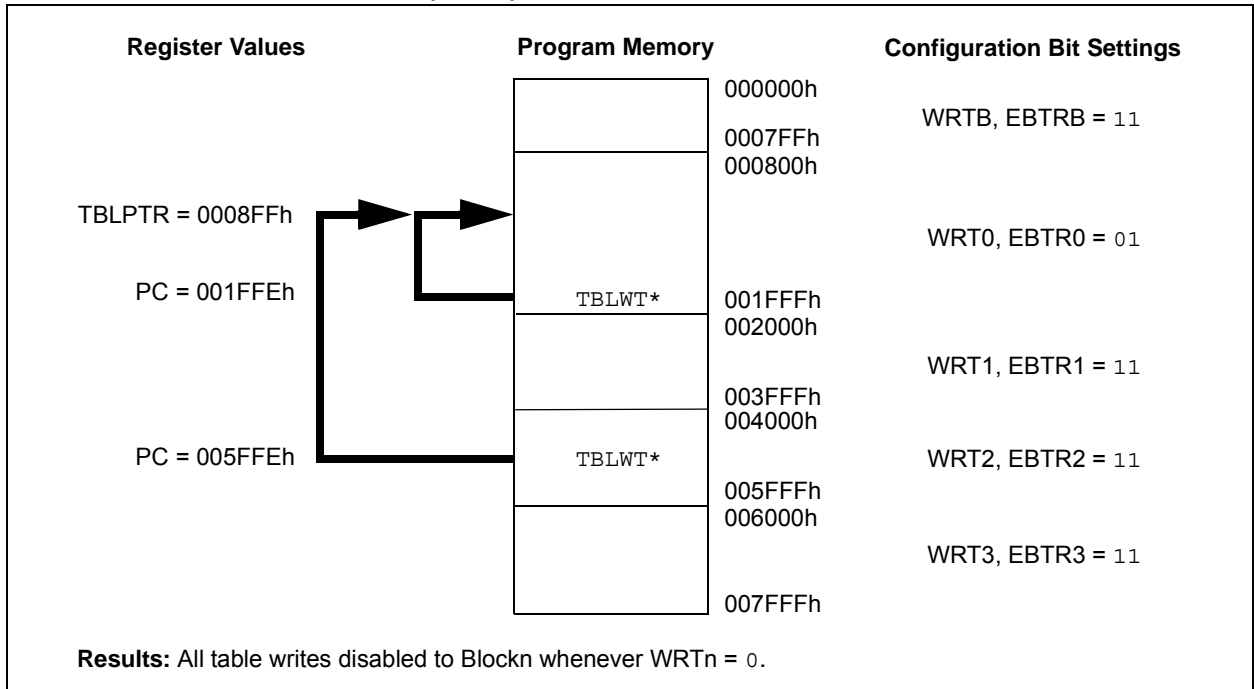 Register Values Program Memory Configuration Bit Settings
000000h
WRTB, EBTRB = 11
0007FFh
000800h
TBLPTR = 0008FFh
WRT0, EBTR0 = 01
PC = 001FFEh TBLWT* 001FFFh
002000h
WRT1, EBTR1 = 11
003FFFh
004000h
PC = 005FFEh TBLWT* WRT2, EBTR2 = 11
005FFFh
006000h
WRT3, EBTR3 = 11
007FFFh
Results: All table writes disabled to Blockn whenever WRTn = 0.